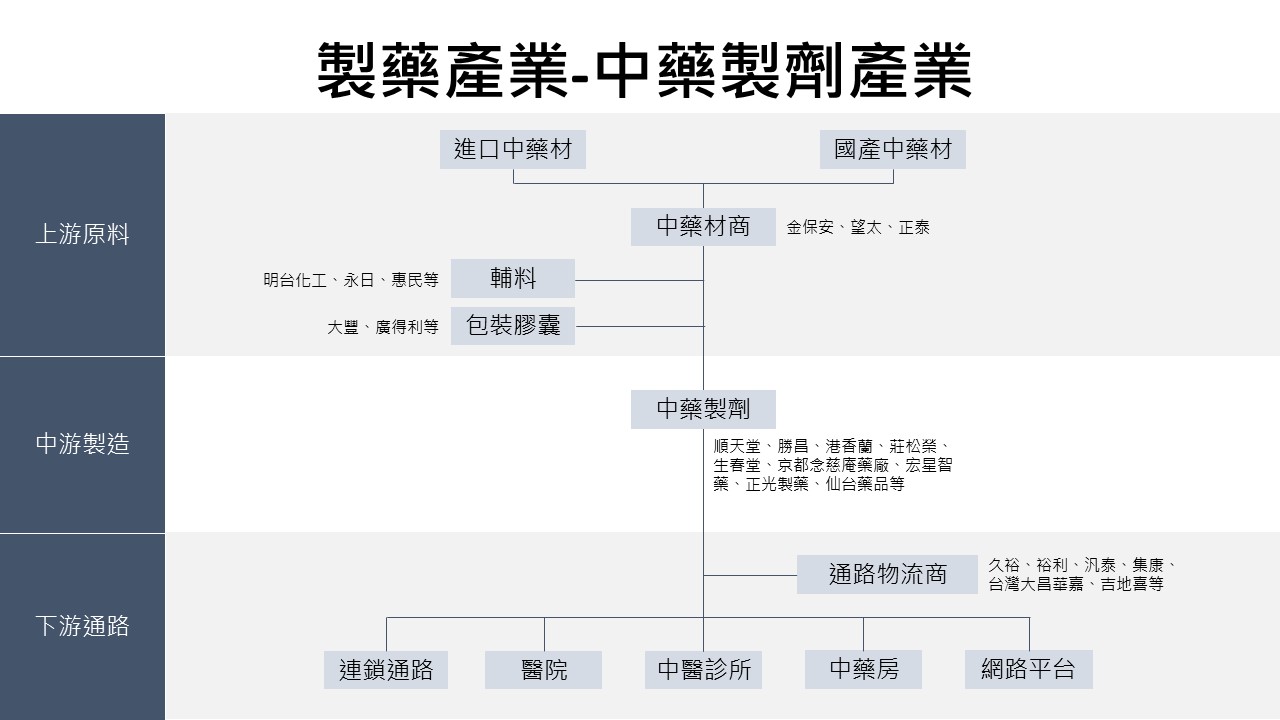 製藥產業-中藥製劑產業
上游原料
進口中藥材
國產中藥材
中藥材商
金保安、望太、正泰
明台化工、永日、惠民等
輔料
大豐、廣得利等
包裝膠囊
中游製造
中藥製劑
順天堂、勝昌、港香蘭、莊松榮、
生春堂、京都念慈庵藥廠、宏星智
藥、正光製藥、仙台藥品等
下游通路
通路物流商
久裕、裕利、汎泰、集康、
台灣大昌華嘉、吉地喜等
連鎖通路
醫院
中醫診所
中藥房
網路平台